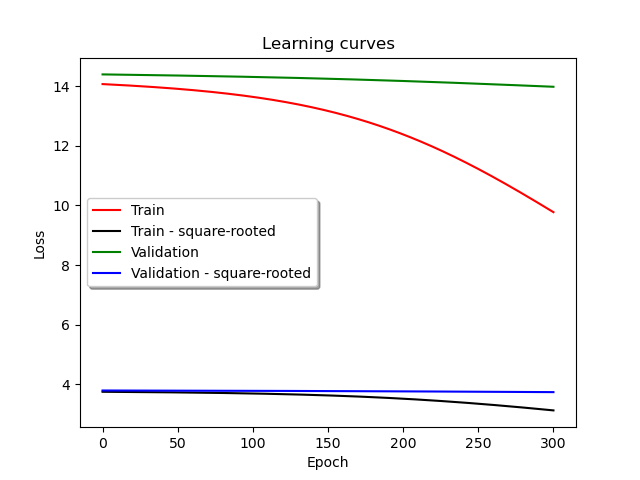 Learning curves
14
12
10
8
6
4
Loss
Train
Train - square-rooted
Validation
Validation - square-rooted
0 50 100 150 200 250 300
Epoch